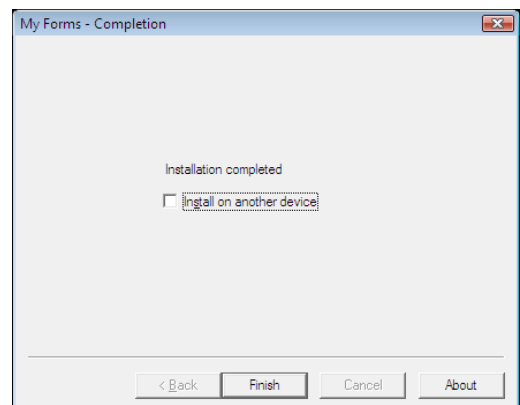 My Forms - Completion
Installation completed
Install on another device
< Back Finish Cancel About